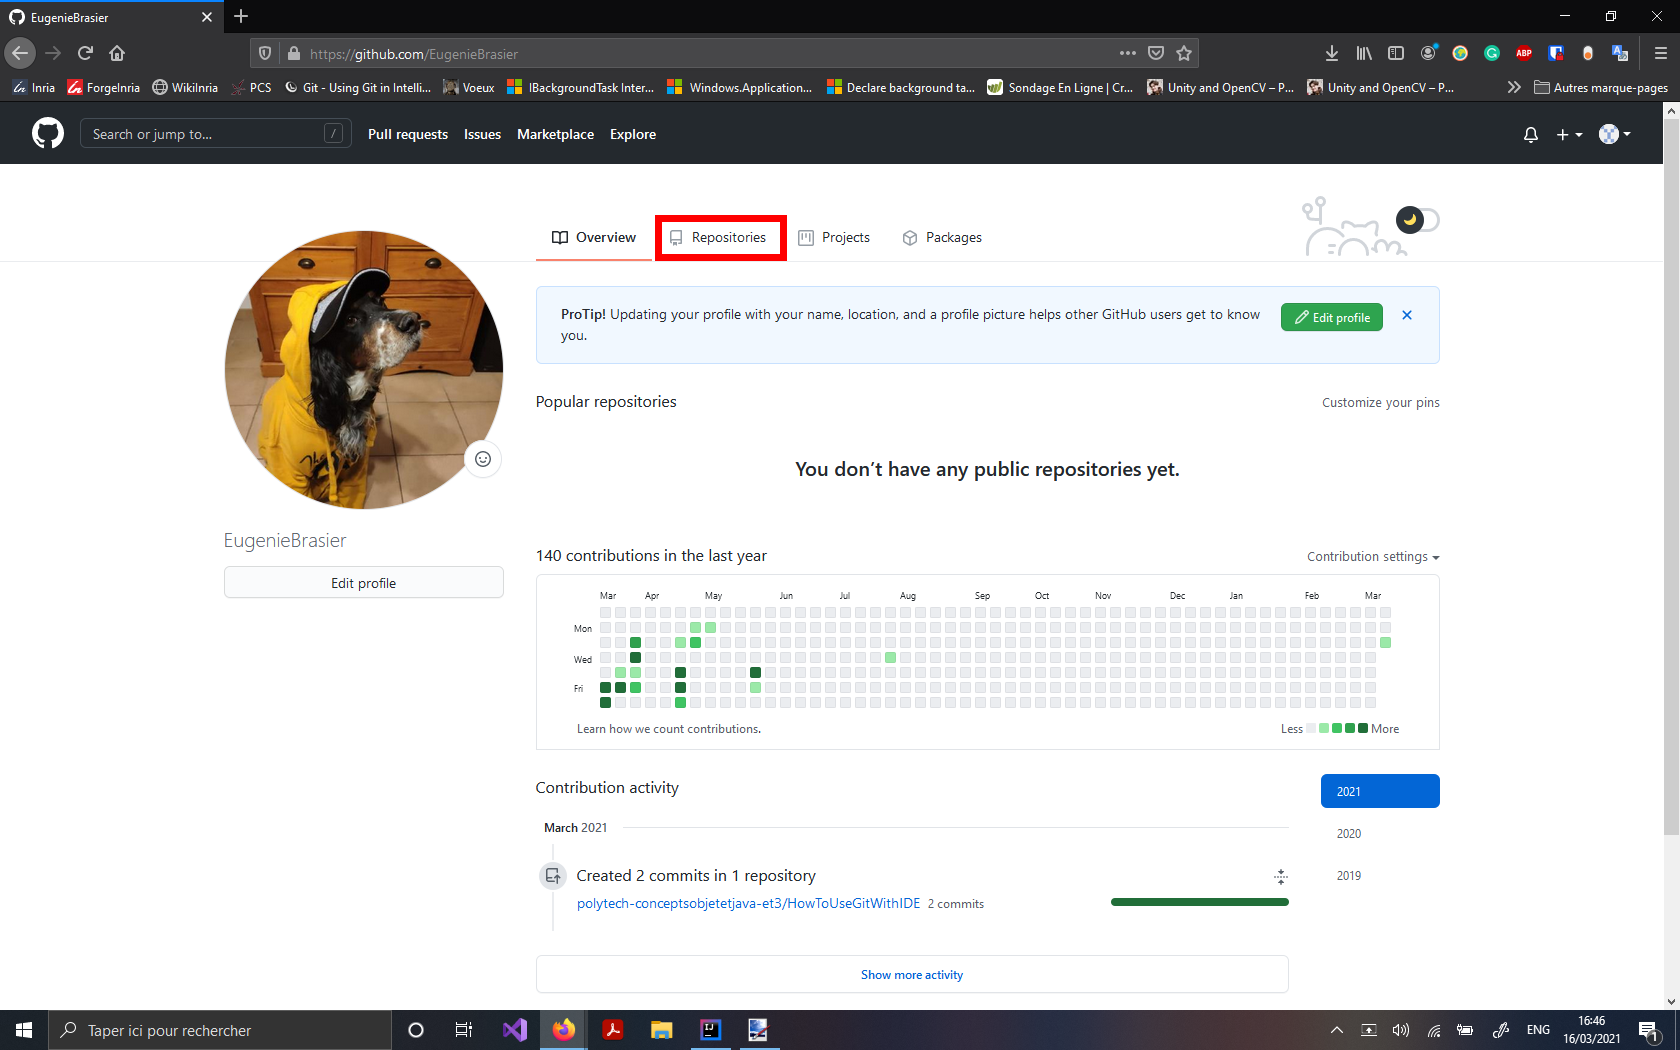 EugenieBrasier
https://github.com/EugenieBrasier
ABP
Inria
ForgeInria
WikiInria
PCS
Git - Using Git in Intelli...
Voeux
IBackgroundTask Inter...
Windows.Application...
Declare background ta...
Sondage En Ligne | Cr...
Unity and OpenCV – P...
Unity and OpenCV – P...
Autres marque-pages
Search or jump to...
/
Pull requests
Issues
Marketplace
Explore
Overview
Repositories
Projects
Packages
ProTip! Updating your profile with your name, location, and a profile picture helps other GitHub users get to know
you.
Edit profile
Popular repositories
Customize your pins
You don't have any public repositories yet.
EugenieBrasier
Edit profile
140 contributions in the last year
Contribution settings
Mar Apr May Jun Jul Aug Sep Oct Nov Dec Jan Feb Mar
Mon
Wed
Fri
Learn how we count contributions.
Less
More
Contribution activity
2021
2020
2019
March 2021
Created 2 commits in 1 repository
polytech-conceptsobjetetjava-et3/HowToUseGitWithIDE 2 commits
Show more activity
Taper ici pour rechercher
IJ
ENG
16:46
16/03/2021
1